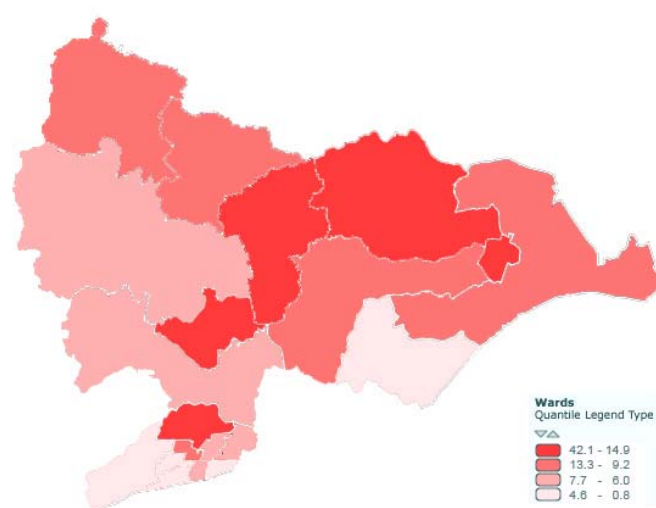 Wards
Quantile Legend Type
42.1 - 14.9
13.3 - 9.2
7.7 - 6.0
4.6 - 0.8